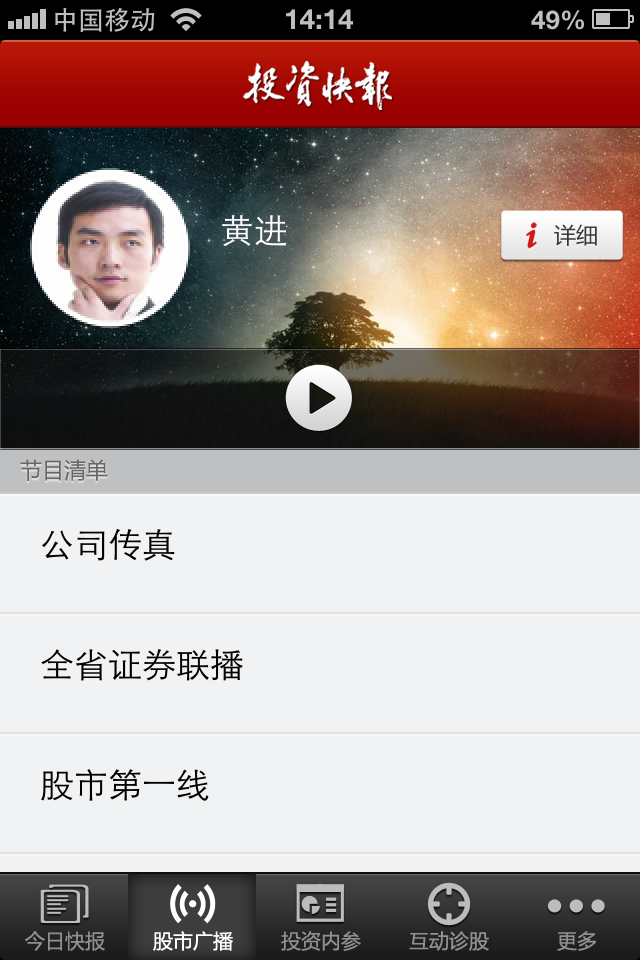 中国移动 14:14 49%
投資快報
黄进
i 详细
节目清单
公司传真
全省证券联播
股市第一线
今日快报 股市广播 投资内参 互动诊股 更多